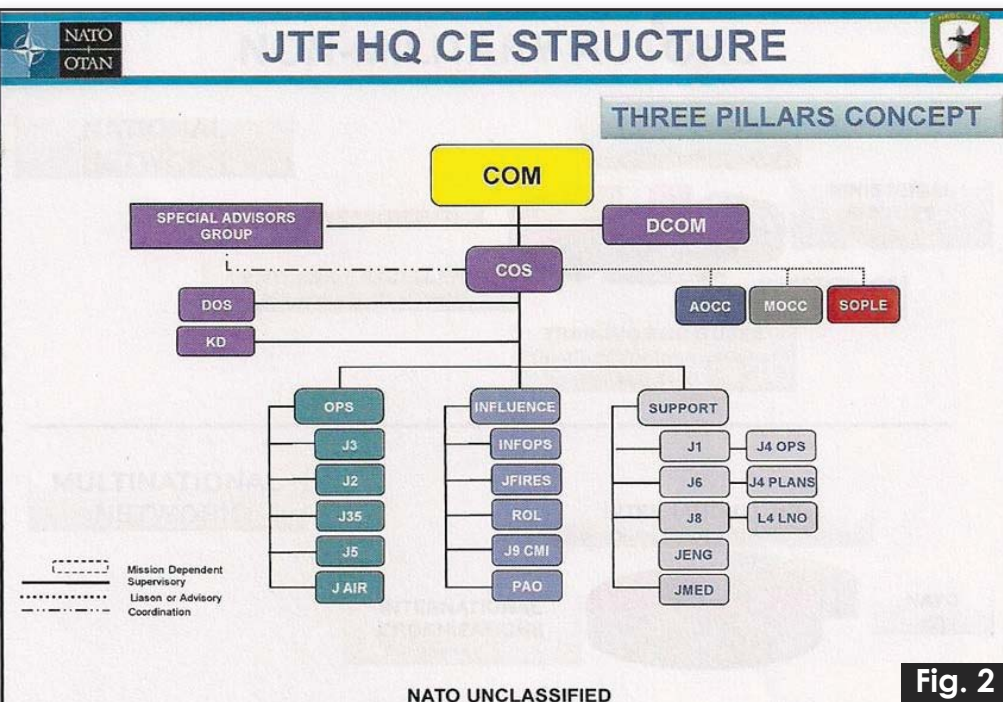 NATO
OTAN
JTF HQ CE STRUCTURE
THREE PILLARS CONCEPT
COM
SPECIAL ADVISORS
GROUP
DCOM
COS
DOS
KD
AOCC
MOCC
SOPLE
OPS
J3
J2
J35
J5
J AIR
INFLUENCE
INFOPS
JFIRES
ROL
J9 CMI
PAO
SUPPORT
J1
J4 OPS
J6
J4 PLANS
J8
L4 LNO
JENG
JMED
Mission Dependent
Supervisory
Liason or Advisory
Coordination
NATO UNCLASSIFIED
Fig. 2